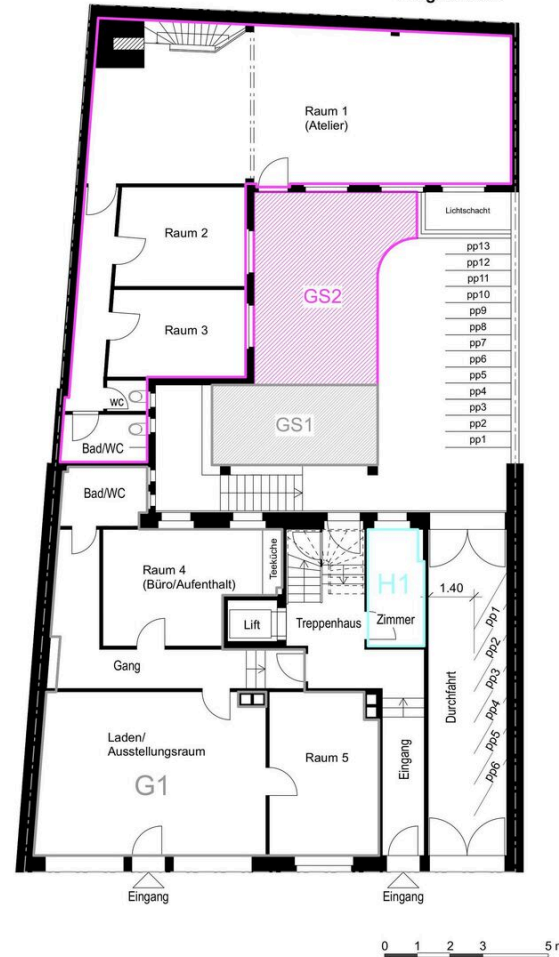 Raum 1
(Atelier)
Lichtschacht
Raum 2
GS2
pp13
pp12
pp11
pp10
pp9
pp8
pp7
pp6
pp5
pp4
pp3
pp2
pp1
Raum 3
WC
GS1
Bad/WC
Bad/WC
Raum 4
(Büro/Aufenthalt)
Teeküche
H1
1.40
Lift
Treppenhaus
Zimmer
pp1
pp2
pp3
pp4
pp5
pp6
Durchfahrt
Gang
Laden/
Ausstellungsraum
G1
Raum 5
Eingang
Eingang
Eingang
0 1 2 3 5